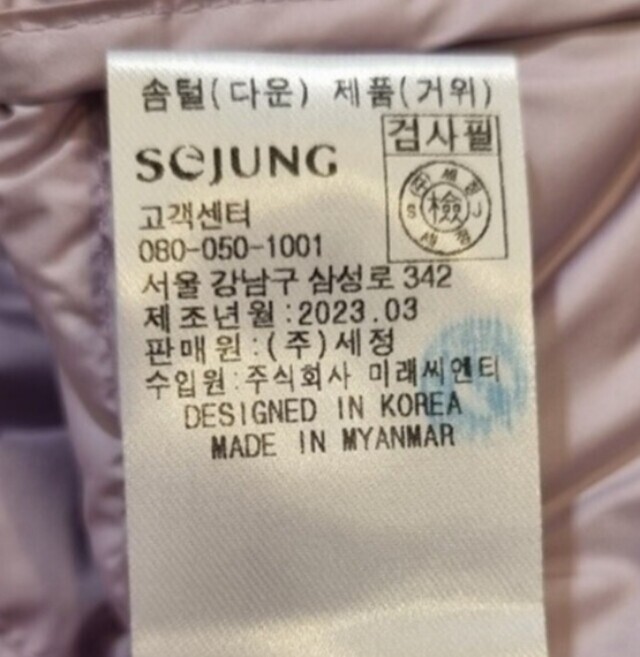 솜털(다운) 제품(거위)
SEJUNG
검사필
檢
S J
세정
고객센터
080-050-1001
서울 강남구 삼성로 342
제조년월:2023.03
판매원:(주)세정
수입원:주식회사 미래씨엔티
DESIGNED IN KOREA
MADE IN MYANMAR